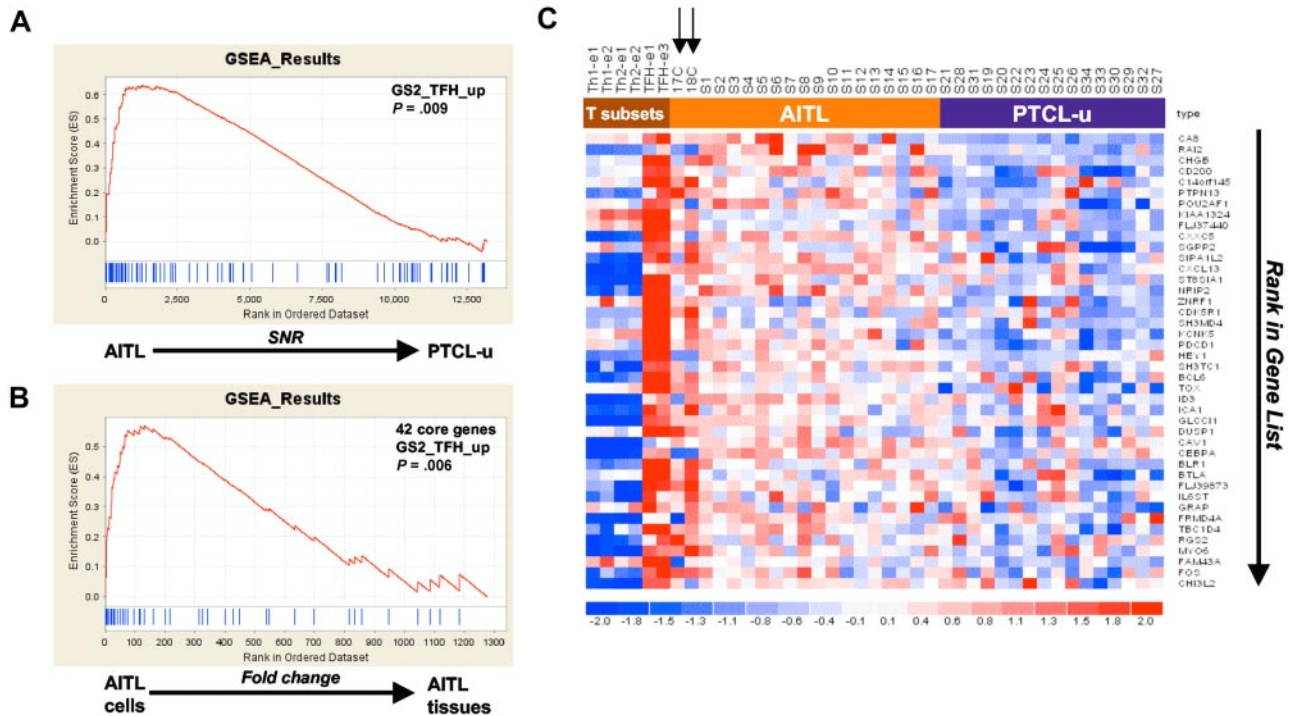 A
GSEA_Results
GS2_TFH_up
P = .009
Enrichment Score (ES)
0.6
0.5
0.4
0.3
0.2
0.1
0.0
0 2,500 5,000 7,500 10,000 12,500
Rank in Ordered Dataset
SNR
AITL PTCL-u
B
GSEA_Results
42 core genes
GS2_TFH_up
P = .006
Enrichment Score (ES)
0.5
0.4
0.3
0.2
0.1
0.0
0 100 200 300 400 500 600 700 800 900 1000 1100 1200 1300
Rank in Ordered Dataset
Fold change
AITL cells AITL tissues
C
Th1-e1 Th1-e2 Th2-e1 Th2-e2 TFH-e1 TFH-e3 17C 18C S1 S2 S3 S4 S5 S6 S7 S8 S9 S10 S11 S12 S13 S14 S15 S16 S17 S21 S28 S31 S19 S20 S22 S23 S24 S25 S26 S34 S33 S30 S29 S32 S27
T subsets AITL PTCL-u type
CA8
RAI2
CHGB
CD200
C14orf145
PTPN13
POU2AF1
KIAA1324
FLJ37440
CXXC5
SGPP2
SIPA1L2
CXCL13
ST8SIA1
NRIP2
ZNRF1
CDK5R1
SH3MD4
KCNK5
PDCD1
HEY1
SH3TC1
BCL6
TOX
ID3
ICA1
GLCCI1
DUSP1
CAV1
CEBPA
BLR1
BTLA
FLJ39873
IL6ST
GRAP
FRMD4A
TBC1D4
RGS2
MYO6
FAM43A
FOS
CHI3L2
Rank in Gene List
-2.0 -1.8 -1.5 -1.3 -1.1 -0.8 -0.6 -0.4 -0.1 0.1 0.4 0.6 0.8 1.1 1.3 1.5 1.8 2.0